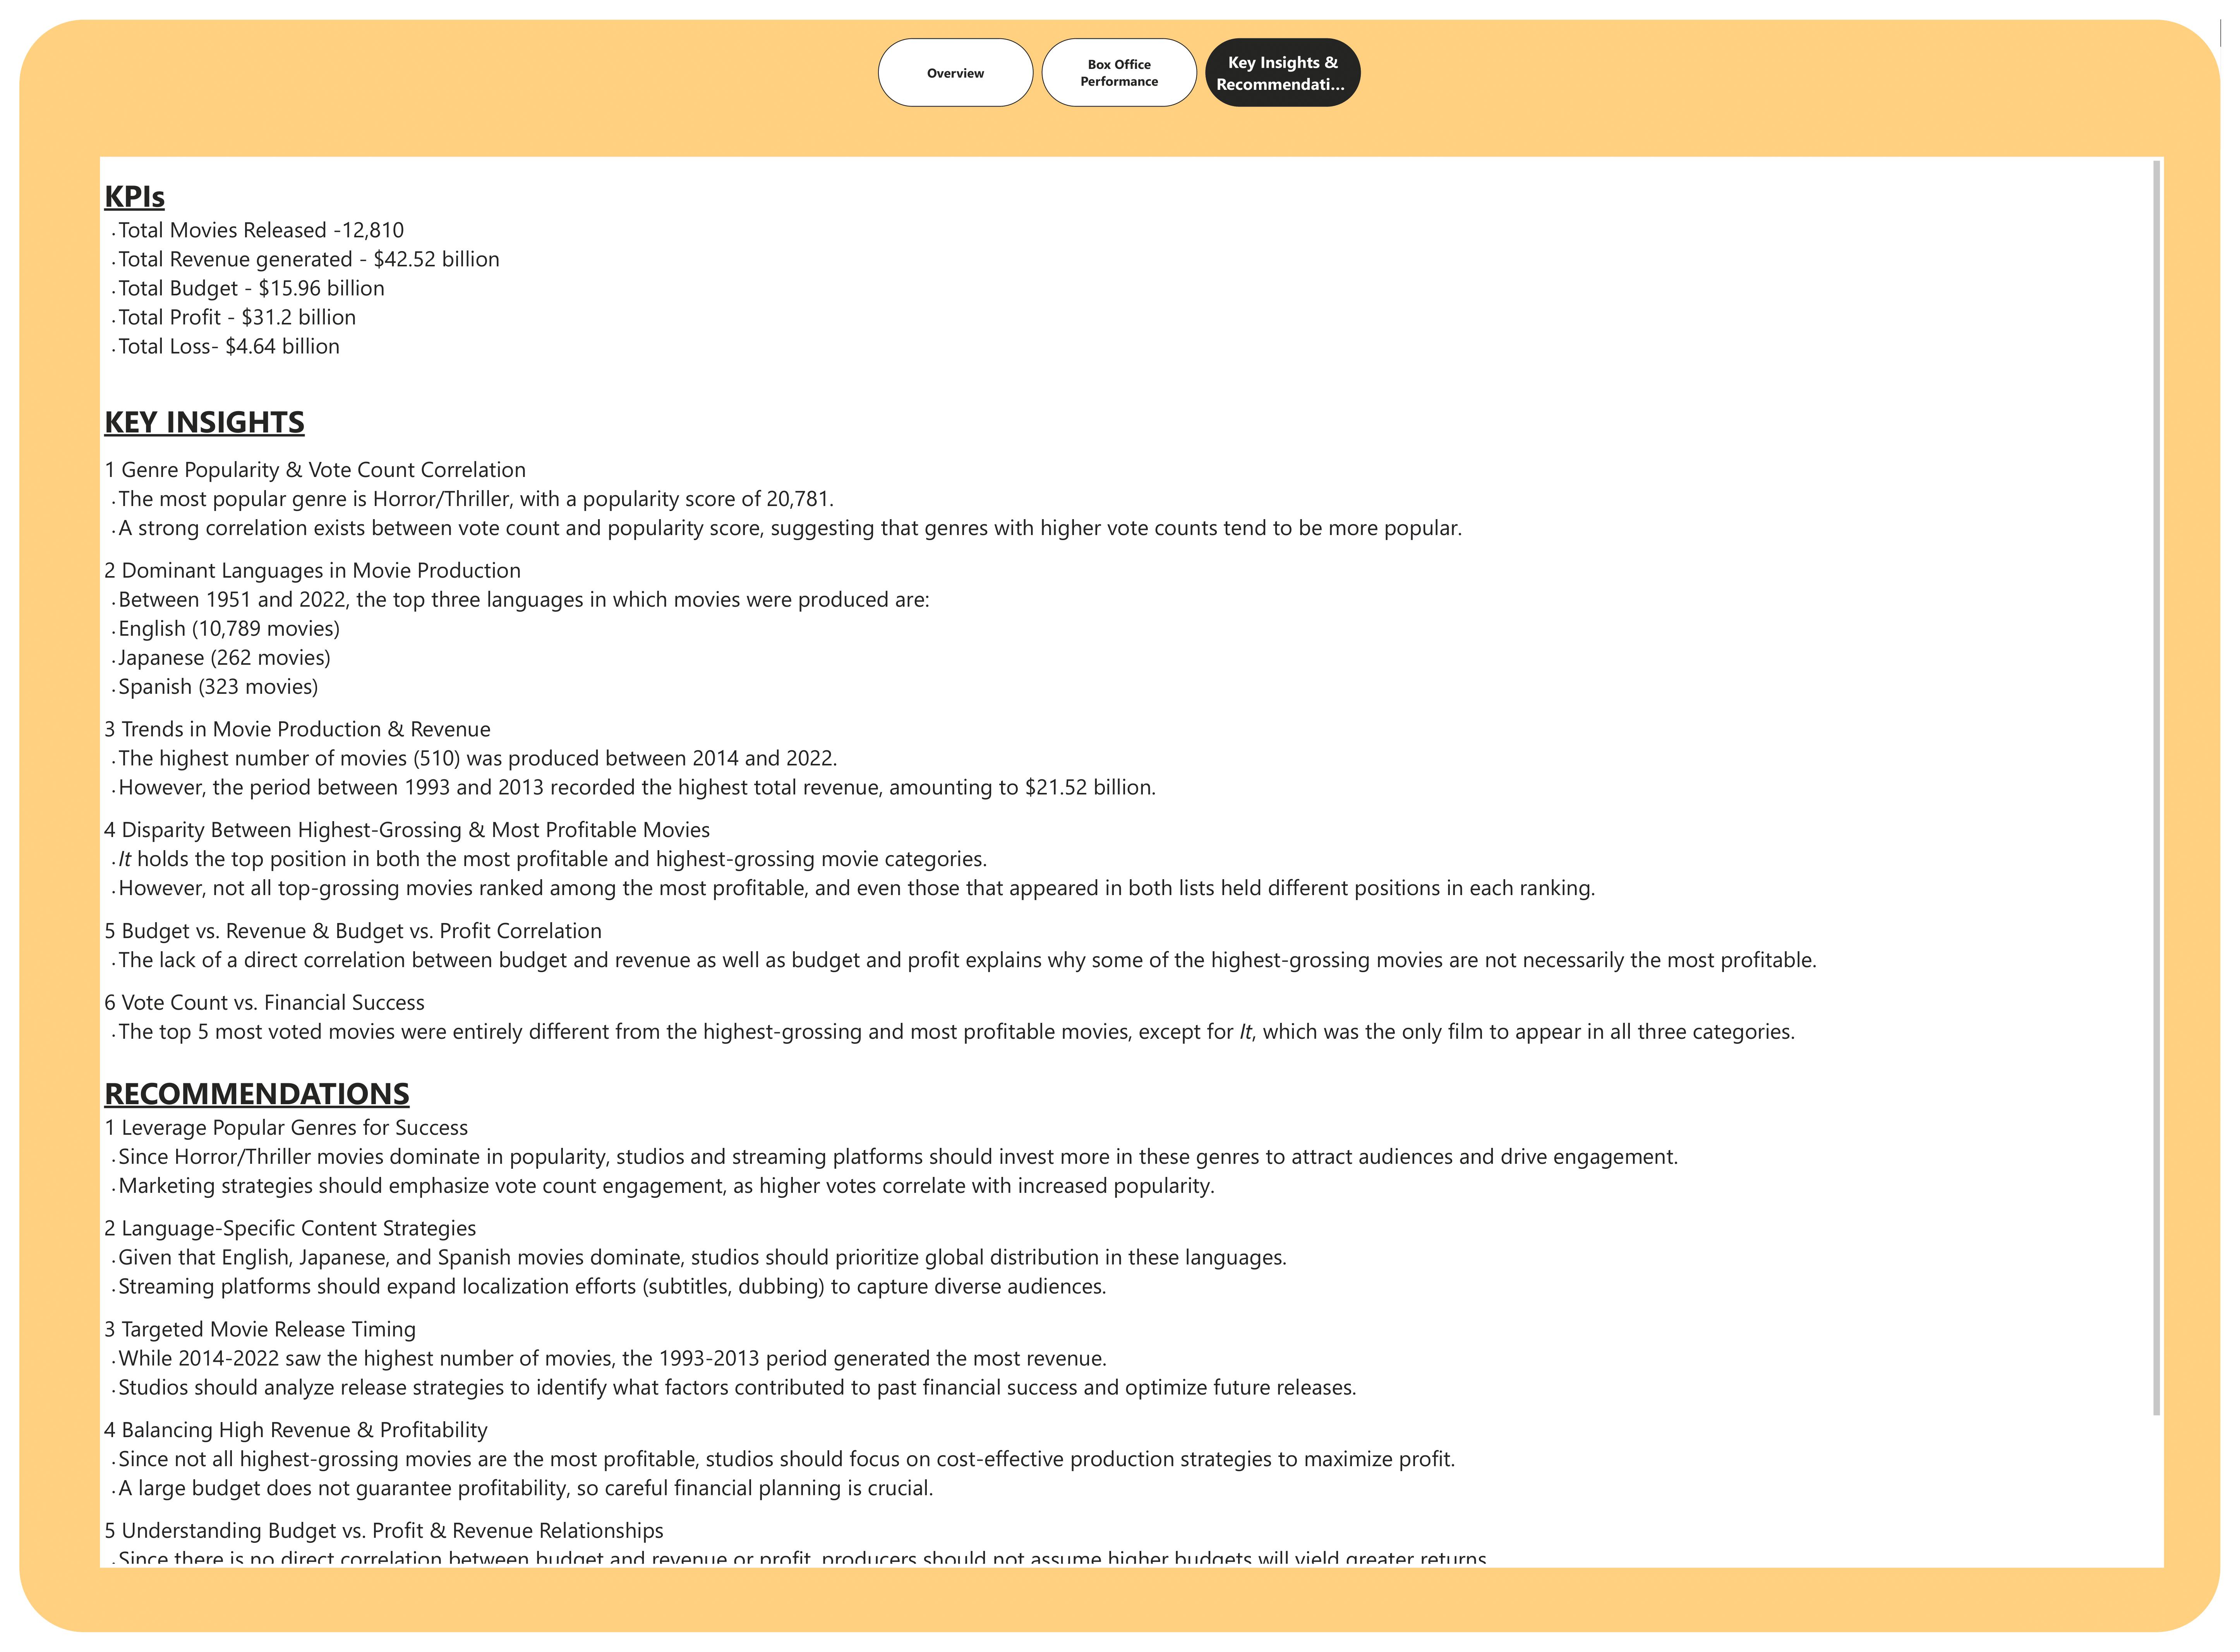 Overview
Box Office
Performance
Key Insights &
Recommendati...
KPIs
. Total Movies Released -12,810
. Total Revenue generated - $42.52 billion
. Total Budget - $15.96 billion
. Total Profit - $31.2 billion
. Total Loss- $4.64 billion
KEY INSIGHTS
1 Genre Popularity & Vote Count Correlation
. The most popular genre is Horror/Thriller, with a popularity score of 20,781.
. A strong correlation exists between vote count and popularity score, suggesting that genres with higher vote counts tend to be more popular.
2 Dominant Languages in Movie Production
. Between 1951 and 2022, the top three languages in which movies were produced are:
. English (10,789 movies)
. Japanese (262 movies)
. Spanish (323 movies)
3 Trends in Movie Production & Revenue
. The highest number of movies (510) was produced between 2014 and 2022.
. However, the period between 1993 and 2013 recorded the highest total revenue, amounting to $21.52 billion.
4 Disparity Between Highest-Grossing & Most Profitable Movies
. It holds the top position in both the most profitable and highest-grossing movie categories.
. However, not all top-grossing movies ranked among the most profitable, and even those that appeared in both lists held different positions in each ranking.
5 Budget vs. Revenue & Budget vs. Profit Correlation
. The lack of a direct correlation between budget and revenue as well as budget and profit explains why some of the highest-grossing movies are not necessarily the most profitable.
6 Vote Count vs. Financial Success
. The top 5 most voted movies were entirely different from the highest-grossing and most profitable movies, except for It, which was the only film to appear in all three categories.
RECOMMENDATIONS
1 Leverage Popular Genres for Success
. Since Horror/Thriller movies dominate in popularity, studios and streaming platforms should invest more in these genres to attract audiences and drive engagement.
. Marketing strategies should emphasize vote count engagement, as higher votes correlate with increased popularity.
2 Language-Specific Content Strategies
. Given that English, Japanese, and Spanish movies dominate, studios should prioritize global distribution in these languages.
. Streaming platforms should expand localization efforts (subtitles, dubbing) to capture diverse audiences.
3 Targeted Movie Release Timing
. While 2014-2022 saw the highest number of movies, the 1993-2013 period generated the most revenue.
. Studios should analyze release strategies to identify what factors contributed to past financial success and optimize future releases.
4 Balancing High Revenue & Profitability
. Since not all highest-grossing movies are the most profitable, studios should focus on cost-effective production strategies to maximize profit.
. A large budget does not guarantee profitability, so careful financial planning is crucial.
5 Understanding Budget vs. Profit & Revenue Relationships
. Since there is no direct correlation between budget and revenue or profit, producers should not assume higher budgets will yield greater returns